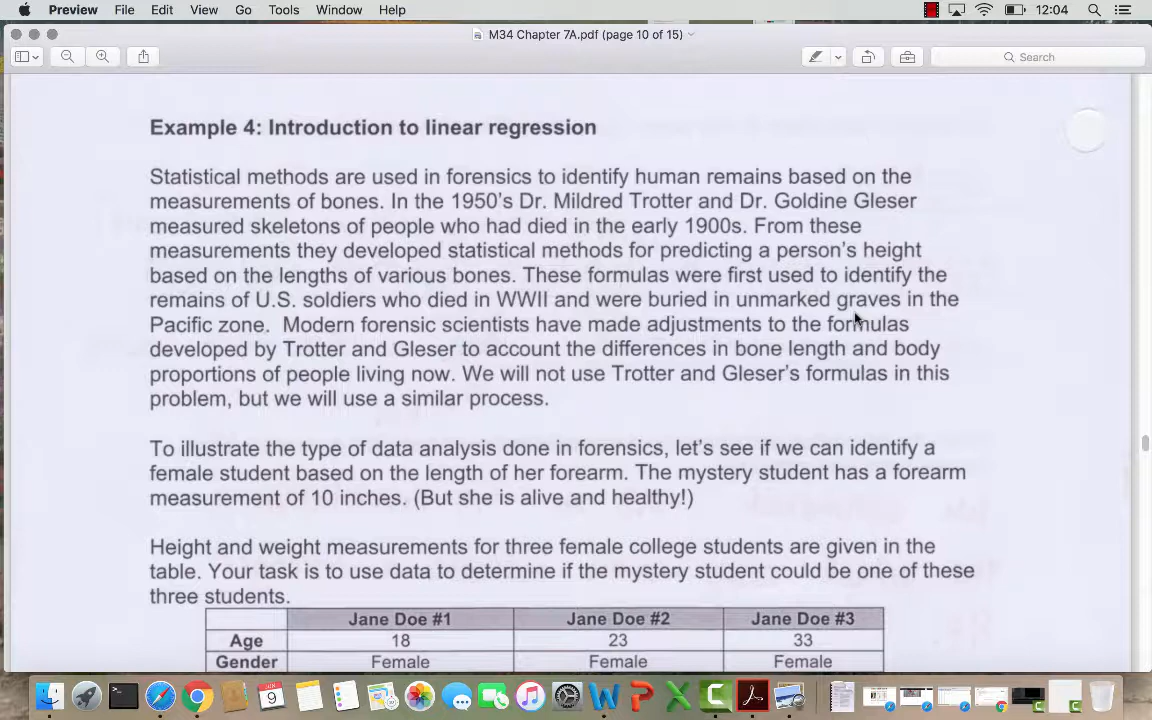 Preview File Edit View Go Tools Window Help 12:04
M34 Chapter 7A.pdf (page 10 of 15)
Search
Example 4: Introduction to linear regression
Statistical methods are used in forensics to identify human remains based on the
measurements of bones. In the 1950's Dr. Mildred Trotter and Dr. Goldine Gleser
measured skeletons of people who had died in the early 1900s. From these
measurements they developed statistical methods for predicting a person's height
based on the lengths of various bones. These formulas were first used to identify the
remains of U.S. soldiers who died in WWII and were buried in unmarked graves in the
Pacific zone. Modern forensic scientists have made adjustments to the formulas
developed by Trotter and Gleser to account the differences in bone length and body
proportions of people living now. We will not use Trotter and Gleser's formulas in this
problem, but we will use a similar process.
To illustrate the type of data analysis done in forensics, let's see if we can identify a
female student based on the length of her forearm. The mystery student has a forearm
measurement of 10 inches. (But she is alive and healthy!)
Height and weight measurements for three female college students are given in the
table. Your task is to use data to determine if the mystery student could be one of these
three students.
Jane Doe #1 Jane Doe #2 Jane Doe #3
Age 18 23 33
Gender Female Female Female
9